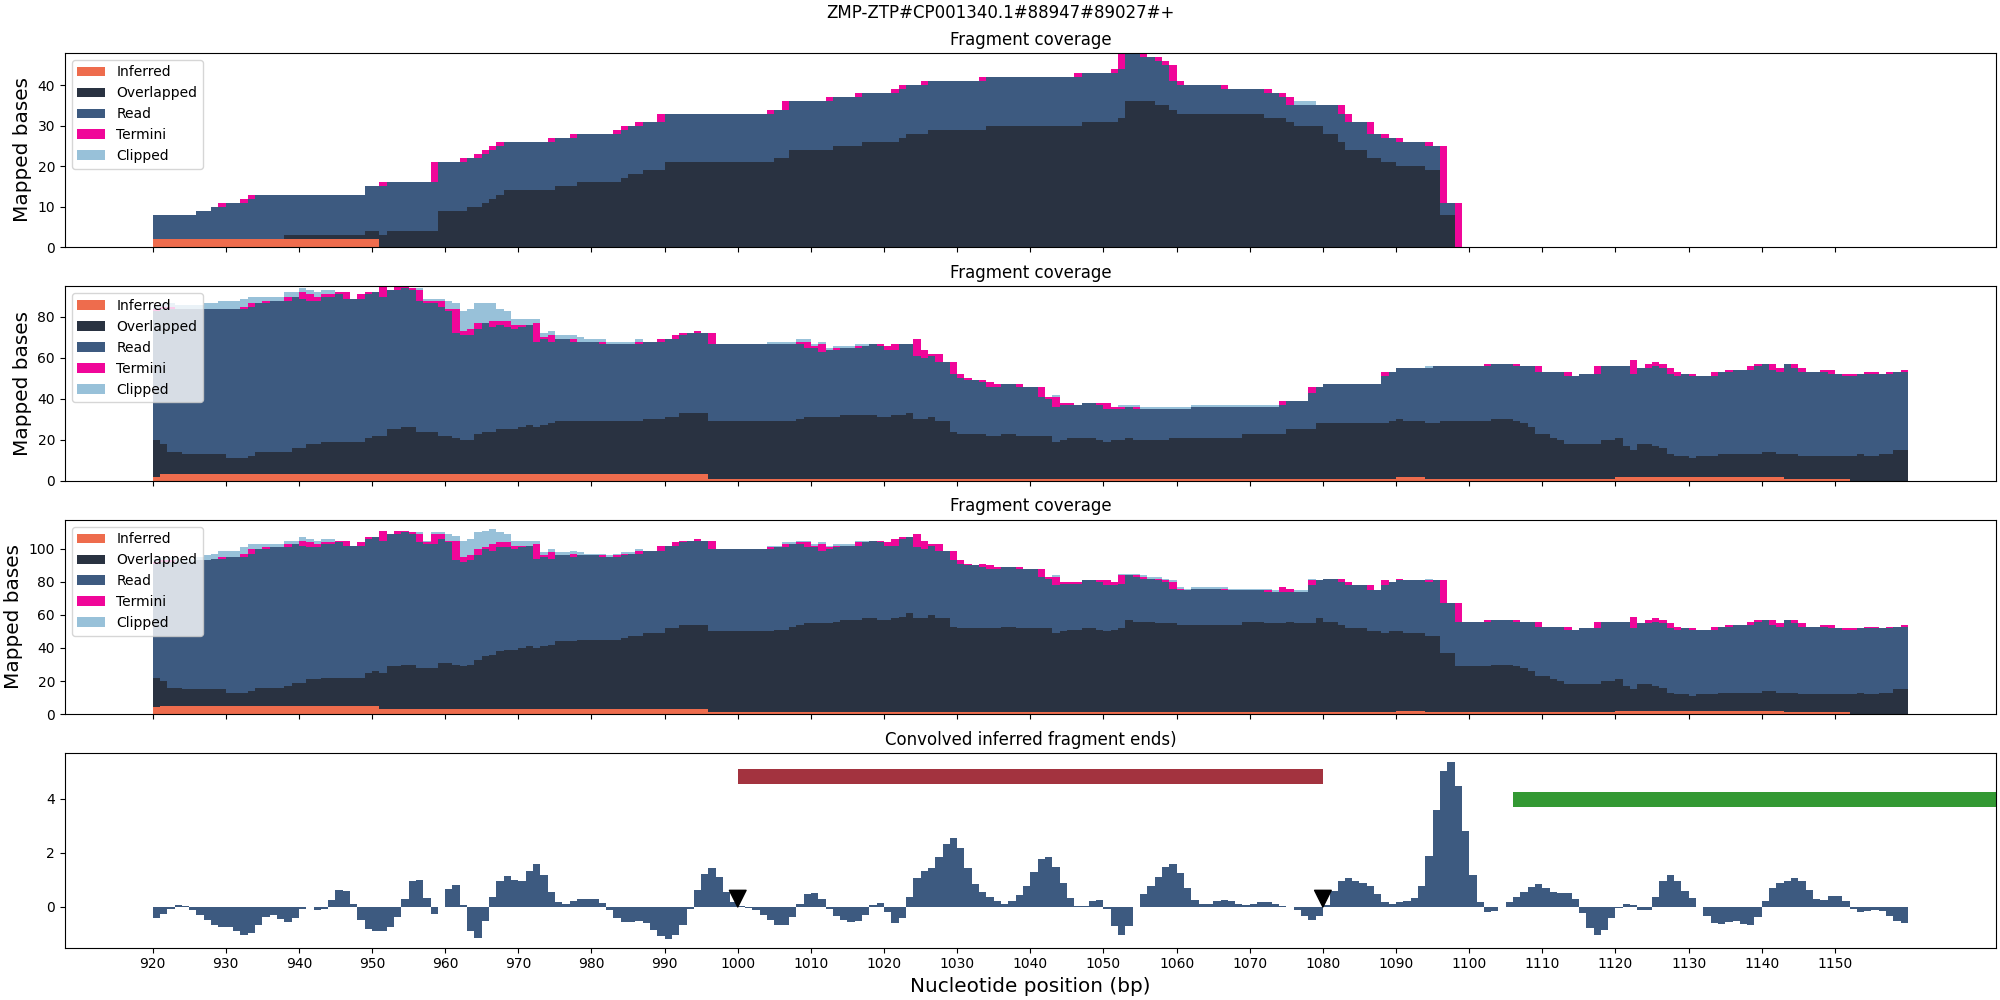 ZMP-ZTP#CP001340.1#88947#89027#+
Fragment coverage
Mapped bases
40
30
20
10
0
Inferred
Overlapped
Read
Termini
Clipped
Fragment coverage
Mapped bases
80
60
40
20
0
Inferred
Overlapped
Read
Termini
Clipped
Fragment coverage
Mapped bases
100
80
60
40
20
0
Inferred
Overlapped
Read
Termini
Clipped
Convolved inferred fragment ends)
4
2
0
920 930 940 950 960 970 980 990 1000 1010 1020 1030 1040 1050 1060 1070 1080 1090 1100 1110 1120 1130 1140 1150
Nucleotide position (bp)